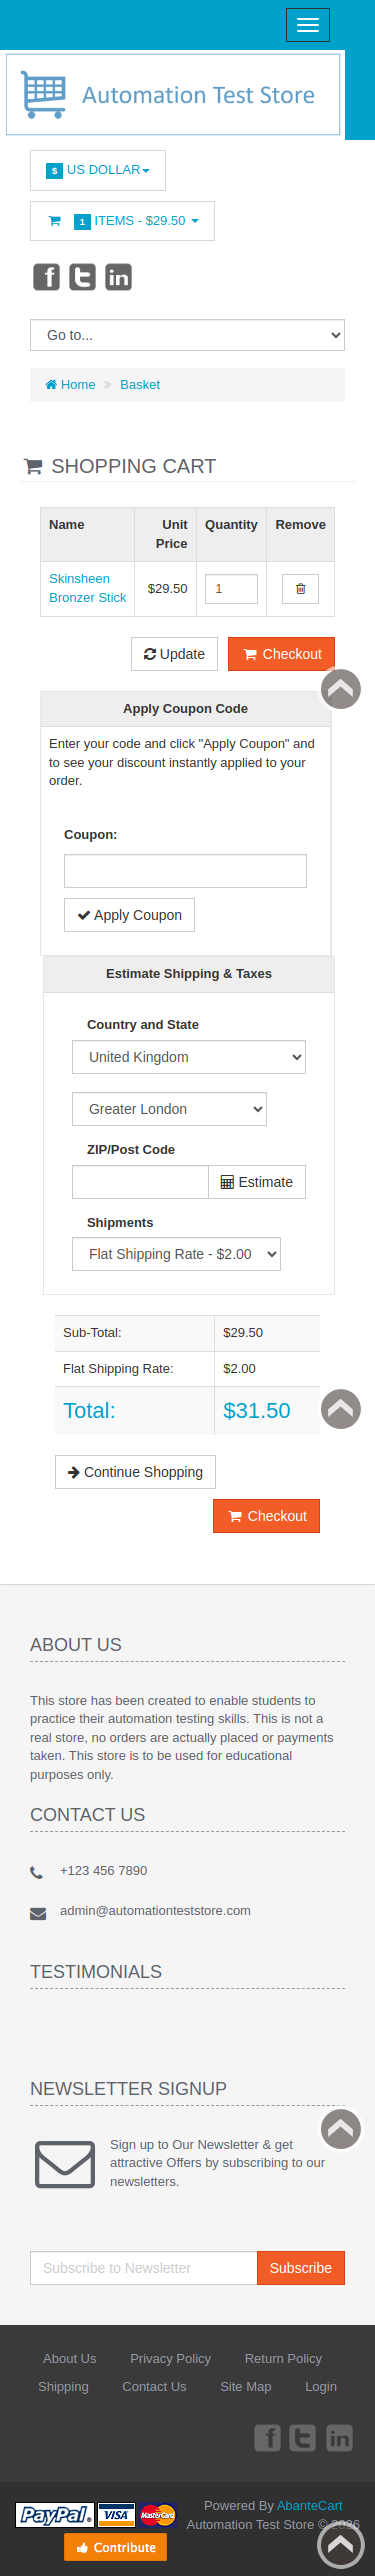 Automation Test Store
$ US DOLLAR
1 ITEMS - $29.50
Go to...
Home » Basket
SHOPPING CART
Name Unit Price Quantity Remove
Skinsheen Bronzer Stick $29.50 1
Update Checkout
Apply Coupon Code
Enter your code and click "Apply Coupon" and
to see your discount instantly applied to your
order.
Coupon:
Apply Coupon
Estimate Shipping & Taxes
Country and State
United Kingdom
Greater London
ZIP/Post Code
Estimate
Shipments
Flat Shipping Rate - $2.00
Sub-Total: $29.50
Flat Shipping Rate: $2.00
Total: $31.50
Continue Shopping
Checkout
ABOUT US
This store has been created to enable students to
practice their automation testing skills. This is not a
real store, no orders are actually placed or payments
taken. This store is to be used for educational
purposes only.
CONTACT US
+123 456 7890
admin@automationteststore.com
TESTIMONIALS
NEWSLETTER SIGNUP
Sign up to Our Newsletter & get
attractive Offers by subscribing to our
newsletters.
Subscribe to Newsletter Subscribe
About Us Privacy Policy Return Policy
Shipping Contact Us Site Map Login
PayPal VISA MasterCard
Contribute
Powered By AbanteCart
Automation Test Store ©